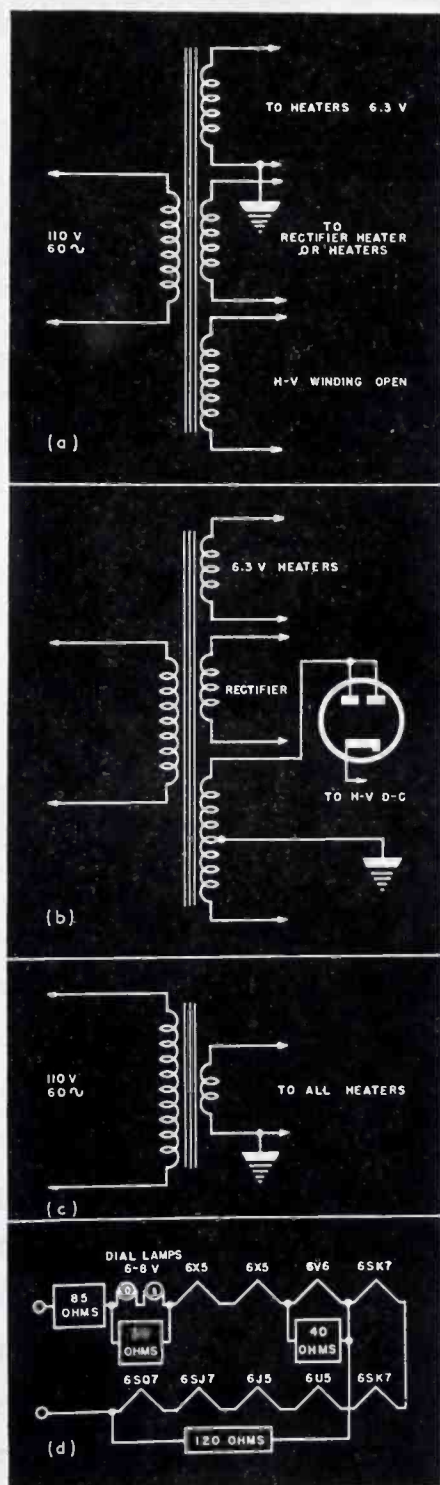 TO HEATERS 6.3 V
110 V
60~
TO
RECTIFIER HEATER
OR HEATERS
H-V WINDING OPEN
(a)
6.3 V HEATERS
RECTIFIER
TO H-V D-C
(b)
110 V
60~
TO ALL HEATERS
(c)
DIAL LAMPS
6-8 V
6X5
6X5
6V6
6SK7
85
OHMS
OHMS
40
OHMS
6SQ7
6SJ7
6J5
6U5
6SK7
120 OHMS
(d)